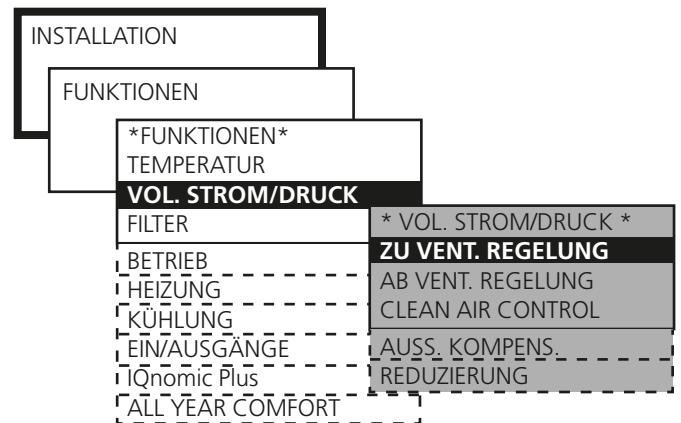 INSTALLATION
FUNKTIONEN
*FUNKTIONEN*
TEMPERATUR
VOL. STROM/DRUCK
FILTER
BETRIEB
HEIZUNG
KÜHLUNG
EIN/AUSGÄNGE
IQnomic Plus
ALL YEAR COMFORT
* VOL. STROM/DRUCK *
ZU VENT. REGELUNG
AB VENT. REGELUNG
CLEAN AIR CONTROL
AUSS. KOMPENS.
REDUZIERUNG